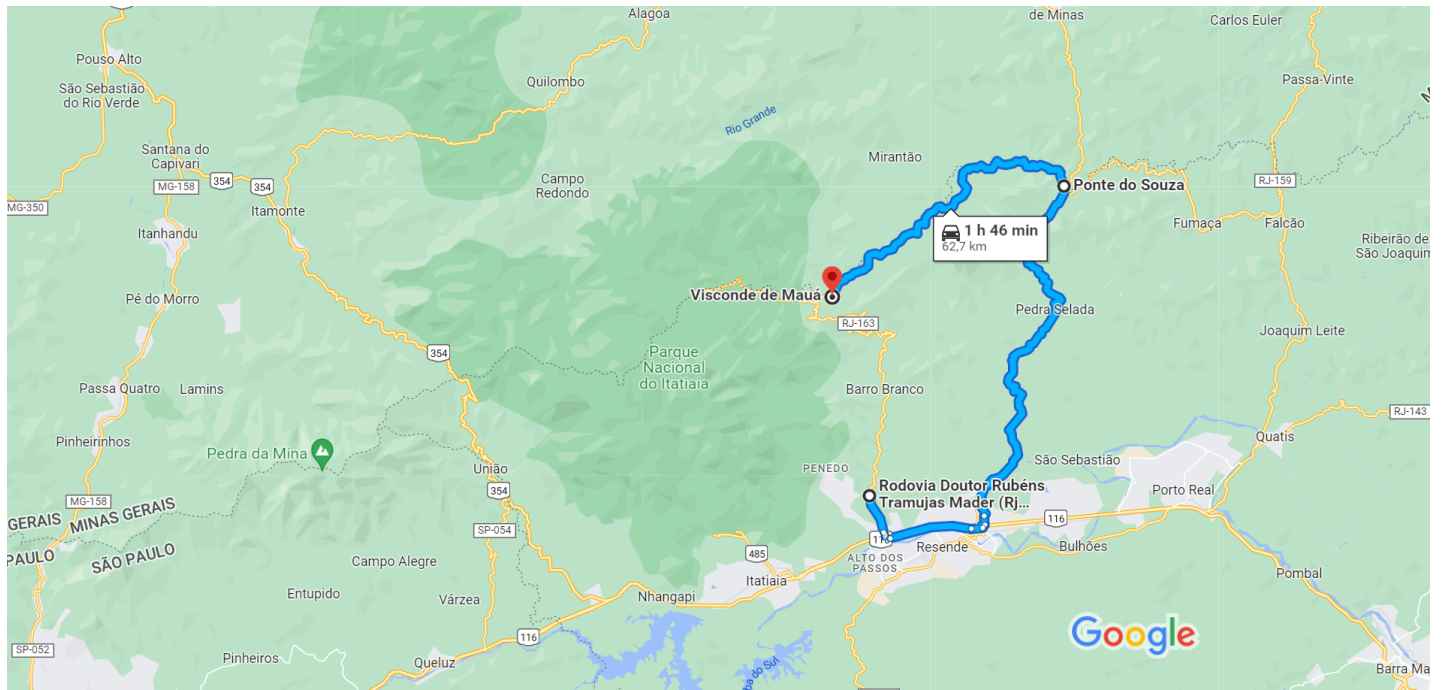 Alagoa
de Minas
Carlos Euler
Pouso Alto
Passa-Vinte
São Sebastião
do Rio Verde
Quilombo
Rio Grande
Santana do
Capivari
MG-158
354
354
Mirantão
Campo
Redondo
Ponte do Souza
RJ-159
MG-350
Itamonte
Fumaça
Falcão
Itanhandu
1 h 46 min
62,7 km
Ribeirão de
São Joaquim
Pé do Morro
Visconde de Mauá
Pedra Selada
RJ-163
Joaquim Leite
354
Parque
Nacional
do Itatiaia
Passa Quatro
Lamins
Barro Branco
RJ-143
Pinheirinhos
Pedra da Mina
Quatis
União
PENEDO
São Sebastião
Rodovia Doutor Rubéns
Tramujas Mader (Rj...
354
Porto Real
MG-158
GERAIS
MINAS GERAIS
SP-054
116
116
Resende
Bulhões
PAULO
SÃO PAULO
Campo Alegre
485
ALTO DOS
PASSOS
Itatiaia
Pombal
Entupido
Várzea
Nhangapi
116
Google
SP-052
Pinheiros
Queluz
do Sul
Barra Ma